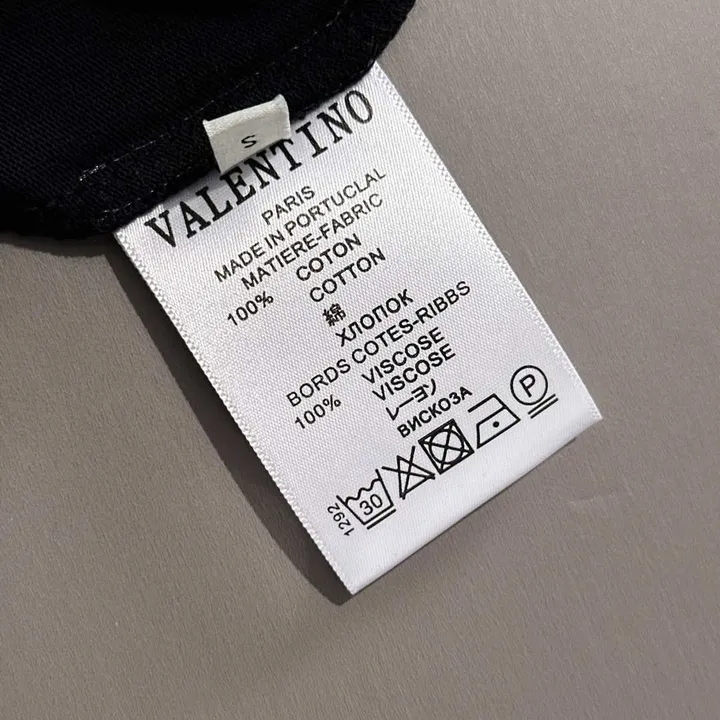 S
VALENTINO
PARIS
MADE IN PORTUCLAL
MATIERE-FABRIC
100% COTON
COTTON
綿
ХЛОПОК
BORDS COTES-RIBBS
100% VISCOSE
VISCOSE
レーヨン
ВИСКОЗА
1292 30 P